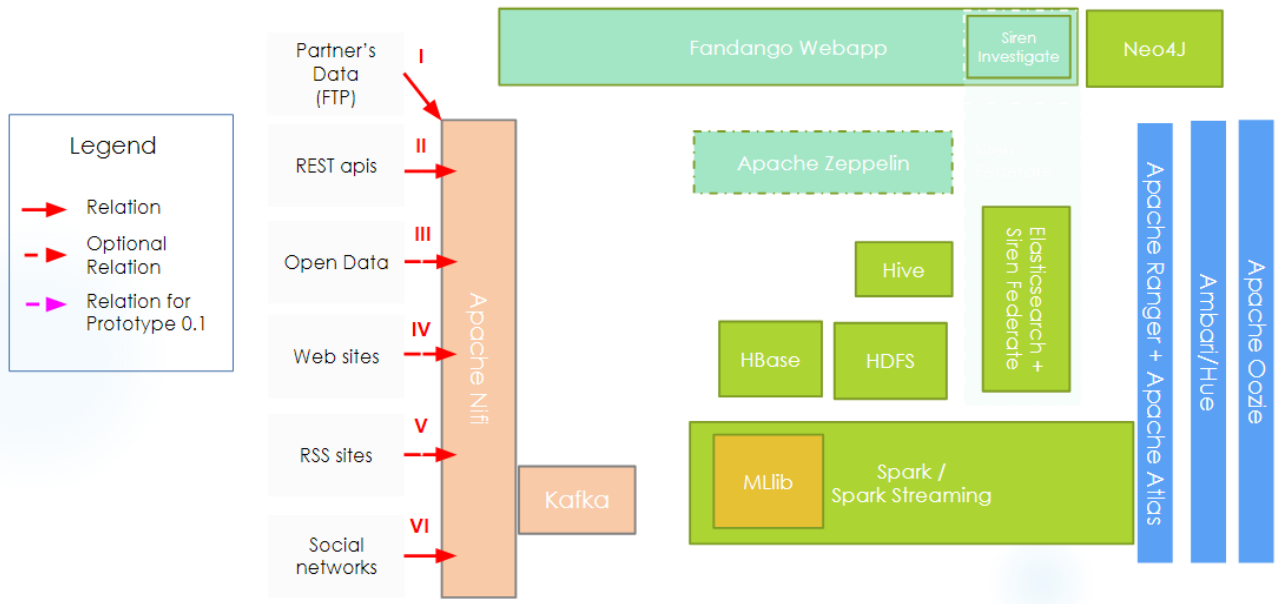 Partner's
Data
(FTP)
I
Fandango Webapp
Siren
Investigate
Neo4J
Legend
Relation
Optional
Relation
Relation for
Prototype 0.1
REST apis
II
Open Data
III
Web sites
IV
RSS sites
V
Social
networks
VI
Apache Nifi
Kafka
Apache Zeppelin
Hive
HBase
HDFS
Elasticsearch +
Siren Federate
MLlib
Spark /
Spark Streaming
Apache Ranger + Apache Atlas
Ambari/Hue
Apache Oozie